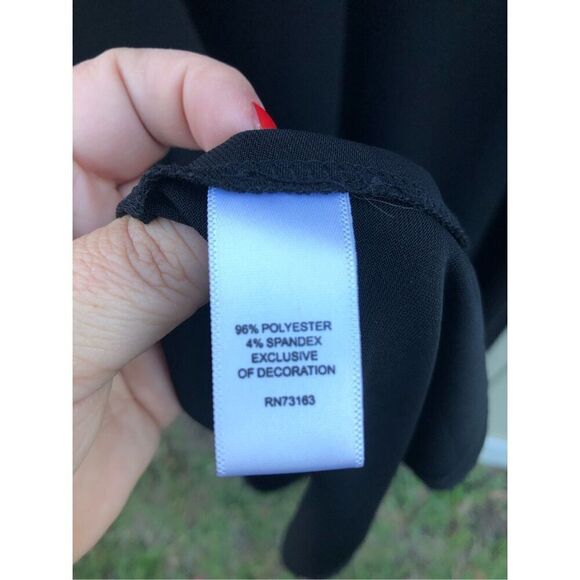 96% POLYESTER
4% SPANDEX
EXCLUSIVE
OF DECORATION
RN73163